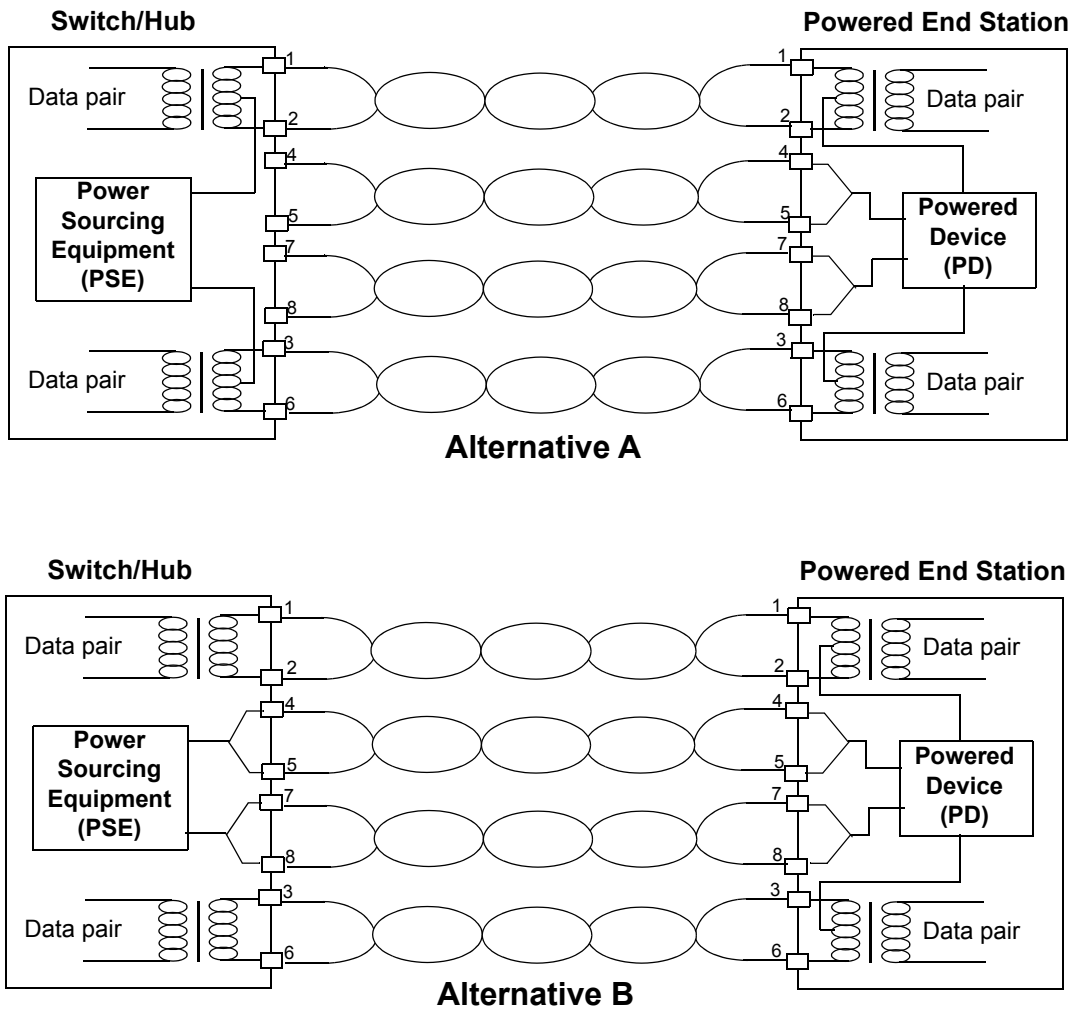 Switch/Hub
Powered End Station
1
1
Data pair
Data pair
2
2
4
4
Power
Sourcing
Equipment
(PSE)
Powered
Device
(PD)
5
5
7
7
8
8
3
3
Data pair
Data pair
6
6
Alternative A
Switch/Hub
Powered End Station
1
1
Data pair
Data pair
2
2
4
4
Power
Sourcing
Equipment
(PSE)
Powered
Device
(PD)
5
5
7
7
8
8
3
3
Data pair
Data pair
6
6
Alternative B